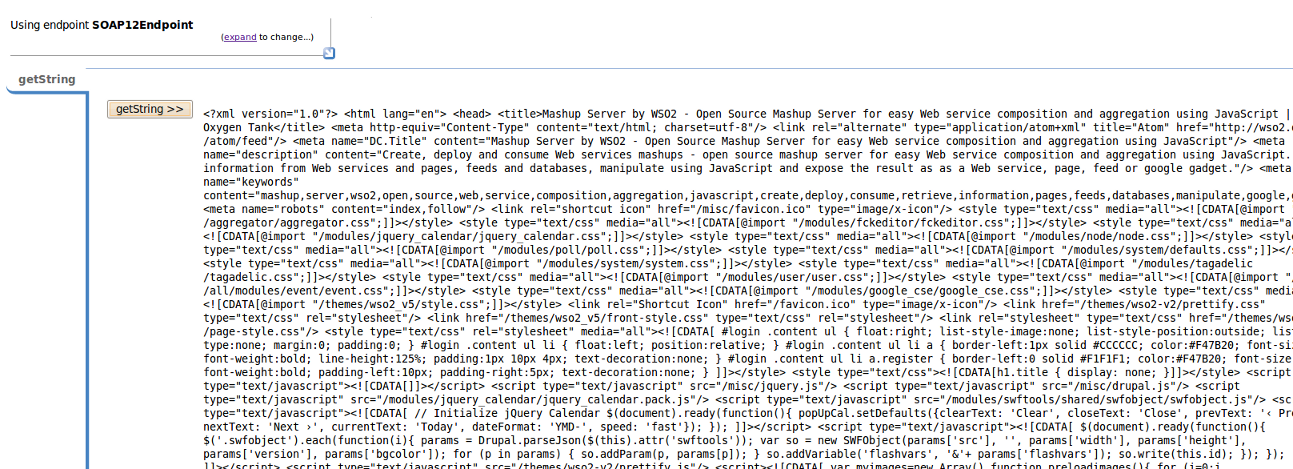 Using endpoint SOAP12Endpoint
(expand to change...)
getString
getString >>
<?xml version="1.0"?> <html lang="en"> <head> <title>Mashup Server by WSO2 - Open Source Mashup Server for easy Web service composition and aggregation using JavaScript |
Oxygen Tank</title> <meta http-equiv="Content-Type" content="text/html; charset=utf-8"/> <link rel="alternate" type="application/atom+xml" title="Atom" href="http://wso2.
/atom/feed"/> <meta name="DC.Title" content="Mashup Server by WSO2 - Open Source Mashup Server for easy Web service composition and aggregation using JavaScript"/> <meta
name="description" content="Create, deploy and consume Web services mashups - open source mashup server for easy web service composition and aggregation using JavaScript.
information from Web services and pages, feeds and databases, manipulate using JavaScript and expose the result as as a Web service, page, feed or google gadget."/> <meta
name="keywords"
content="mashup,server,wso2,open,source,web,service,composition,aggregation,javascript,create,deploy,consume,retrieve,information,pages,feeds,databases,manipulate,google,
<meta name="robots" content="index,follow"/> <link rel="shortcut icon" href="/misc/favicon.ico" type="image/x-icon"/> <style type="text/css" media="all"><![CDATA[@import
/aggregator/aggregator.css";]]></style> <style type="text/css" media="all"><![CDATA[@import "/modules/fckeditor/fckeditor.css";]]></style> <style type="text/css" media="a
<![CDATA[@import "/modules/jquery_calendar/jquery_calendar.css";]]></style> <style type="text/css" media="all"><![CDATA[@import "/modules/node/node.css";]]></style> <style
type="text/css" media="all"><![CDATA[@import "/modules/poll/poll.css";]]></style> <style type="text/css" media="all"><![CDATA[@import "/modules/system/defaults.css";]]></
<style type="text/css" media="all"><![CDATA[@import "/modules/system/system.css";]]></style> <style type="text/css" media="all"><![CDATA[@import "/modules/tagadelic
/tagadelic.css";]]></style> <style type="text/css" media="all"><![CDATA[@import "/modules/user/user.css";]]></style> <style type="text/css" media="all"><![CDATA[@import "/
/all/modules/event/event.css";]]></style> <style type="text/css" media="all"><![CDATA[@import "/modules/google_cse/google_cse.css";]]></style> <style type="text/css" media="all">
<![CDATA[@import "/themes/wso2_v5/style.css";]]></style> <link rel="Shortcut Icon" href="/favicon.ico" type="image/x-icon"/> <link href="/themes/wso2-v2/prettify.css"
type="text/css" rel="stylesheet"/> <link href="/themes/wso2_v5/front-style.css" type="text/css" rel="stylesheet"/> <link type="text/css" rel="stylesheet" href="/themes/ws
/page-style.css"/> <style type="text/css" rel="stylesheet" media="all"><![CDATA[ #login .content ul { float:right; list-style-image:none; list-style-position:outside; lis
type:none; margin:0; padding:0; } #login .content ul li { float:left; position:relative; } #login .content ul li a { border-left:1px solid #CCCCCC; color:#F47B20; font-si
font-weight:bold; line-height:125%; padding:1px 10px 4px; text-decoration:none; } #login .content ul li a.register { border-left:0 solid #F1F1F1; color:#F47B20; font-size
font-weight:bold; padding-left:10px; padding-right:5px; text-decoration:none; } ]]></style> <style type="text/css"><![CDATA[h1.title { display: none; }]]></style> <script
type="text/javascript"><![CDATA[]]></script> <script type="text/javascript" src="/misc/jquery.js"/> <script type="text/javascript" src="/misc/drupal.js"/> <script
type="text/javascript" src="/modules/jquery_calendar/jquery_calendar.pack.js"/> <script type="text/javascript" src="/modules/swftools/shared/swfobject/swfobject.js"/> <sc
type="text/javascript"><![CDATA[ // Initialize jQuery Calendar $(document).ready(function(){ popUpCal.setDefaults({clearText: 'Clear', closeText: 'Close', prevText: '‹ Pr
nextText: 'Next ›', currentText: 'Today', dateFormat: 'YMD-', speed: 'fast'}); }); ]]></script> <script type="text/javascript"><![CDATA[ $(document).ready(function(){
$('.swfobject').each(function(i){ params = Drupal.parseJson($(this).attr('swftools')); var so = new SWFObject(params['src'], '', params['width'], params['height'],
params['version'], params['bgcolor']); for (p in params) { so.addParam(p, params[p]); } so.addVariable('flashvars', '&'+ params['flashvars']); so.write(this.id); }); });
]]></script> <script type="text/javascript" src="/themes/wso2-v2/prettify.js"/> <script><![CDATA[ var myimages=new Array() function preloadimages(){ for (i=0;